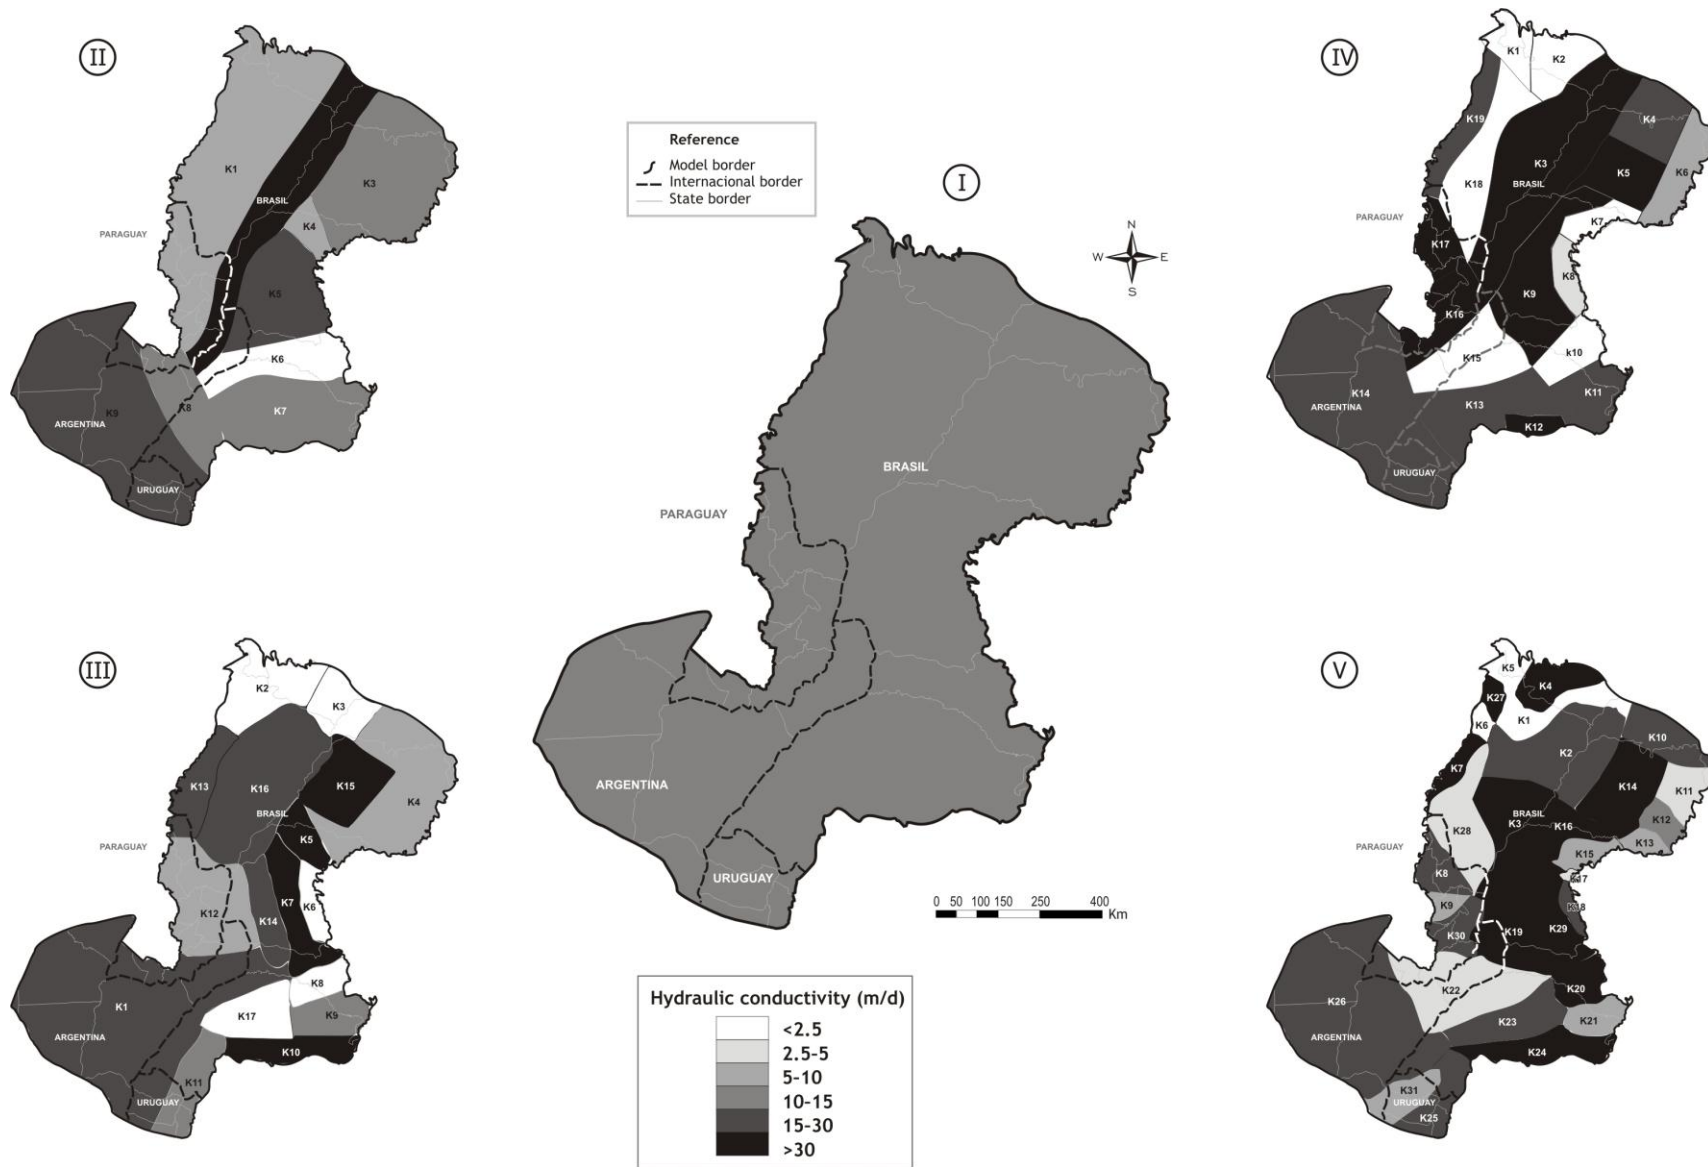 II
K1
K3
BRASIL
K4
PARAGUAY
K5
K6
K8
K7
K9
ARGENTINA
URUGUAY
Reference
Model border
Internacional border
State border
I
N
W E
S
BRASIL
PARAGUAY
ARGENTINA
URUGUAY
0 50 100 150 250 400 Km
IV
K1
K2
K19
K4
K3
K5
K6
K18
BRASIL
PARAGUAY
K7
K17
K8
K9
K16
K15
k10
K14
K11
K13
ARGENTINA
K12
URUGUAY
III
K2
K3
K13
K16
K15
K4
BRASIL
K5
PARAGUAY
K7
K6
K12
K14
K8
K1
K17
K9
ARGENTINA
K10
K11
URUGUAY
Hydraulic conductivity (m/d)
<2.5
2.5-5
5-10
10-15
15-30
>30
V
K5
K4
K27
K6
K1
K10
K2
K7
K14
K11
BRASIL
K12
K3
K16
K28
K13
PARAGUAY
K15
K8
K17
K9
K18
K30
K19
K29
K22
K20
K26
K23
K21
ARGENTINA
K24
K31
URUGUAY
K25